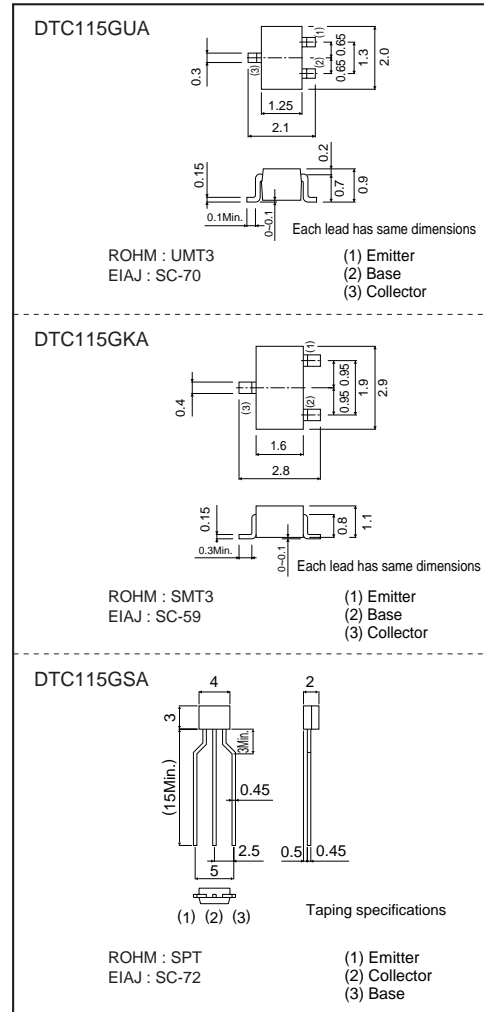 DTC115GUA
(1)
(2)
(3)
0.3
0.65
0.65
1.3
2.0
1.25
2.1
0.2
0.15
0.7
0.9
0.1Min.
0~0.1
Each lead has same dimensions
ROHM : UMT3
EIAJ : SC-70
(1) Emitter
(2) Base
(3) Collector
DTC115GKA
(1)
(2)
(3)
0.4
0.95
0.95
1.9
2.9
1.6
2.8
0.15
0.8
1.1
0.3Min.
0~0.1
Each lead has same dimensions
ROHM : SMT3
EIAJ : SC-59
(1) Emitter
(2) Base
(3) Collector
DTC115GSA
4
2
3
3Min.
(15Min.)
0.45
2.5
5
0.5
0.45
(1) (2) (3)
Taping specifications
ROHM : SPT
EIAJ : SC-72
(1) Emitter
(2) Collector
(3) Base